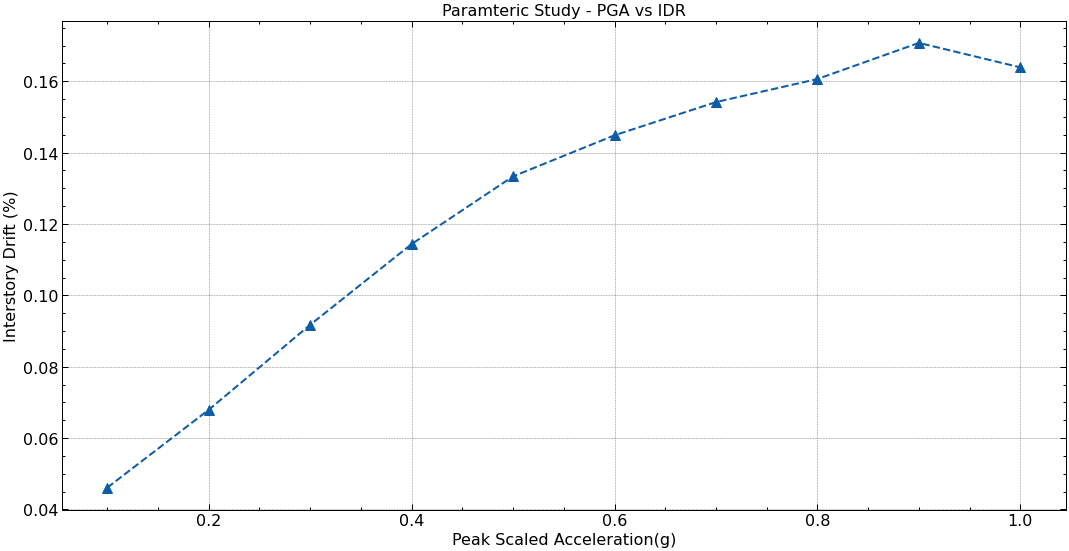 Paramteric Study - PGA vs IDR
Interstory Drift (%)
0.16
0.14
0.12
0.10
0.08
0.06
0.04
0.2 0.4 0.6 0.8 1.0
Peak Scaled Acceleration(g)